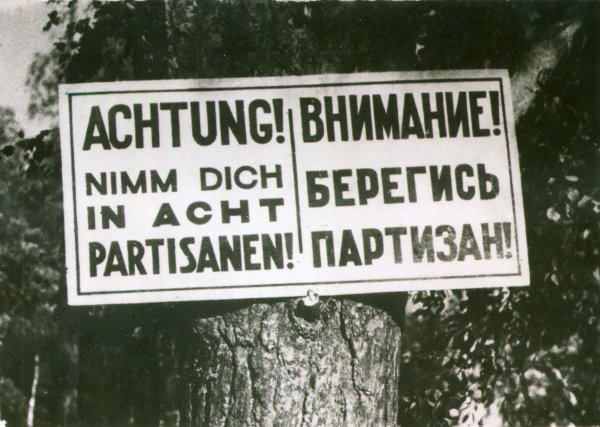 ACHTUNG!
NIMM DICH
IN ACHT
PARTISANEN!
ВНИМАНИЕ!
БЕРЕГИСЬ
ПАРТИЗАН!